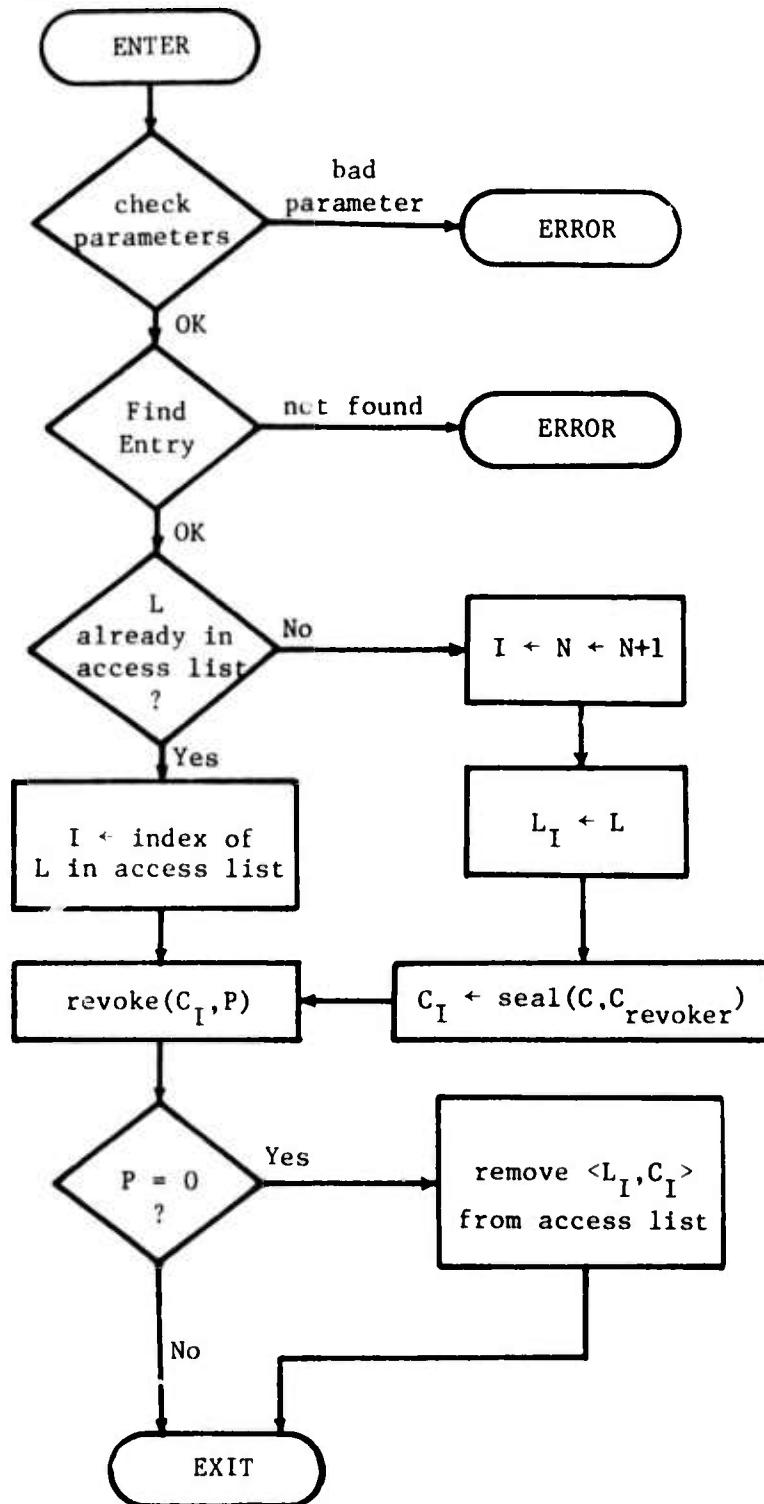 ENTER
check
parameters
bad
parameter
ERROR
OK
Find
Entry
not found
ERROR
OK
L
already in
access list
?
No
I ← N ← N+1
L_I ← L
C_I ← seal(C,C_revoker)
Yes
I ← index of
L in access list
revoke(C_I,P)
P = 0
?
Yes
remove <L_I,C_I>
from access list
No
EXIT